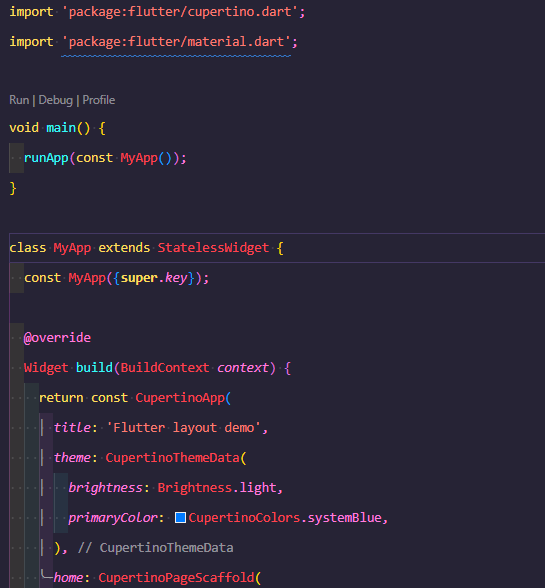 import 'package:flutter/cupertino.dart';
import 'package:flutter/material.dart';
Run | Debug | Profile
void main() {
runApp(const MyApp());
}
class MyApp extends StatelessWidget {
const MyApp({super.key});
@override
Widget build(BuildContext context) {
return const CupertinoApp(
title: 'Flutter layout demo',
theme: CupertinoThemeData(
brightness: Brightness.light,
primaryColor: CupertinoColors.systemBlue,
), // CupertinoThemeData
home: CupertinoPageScaffold(